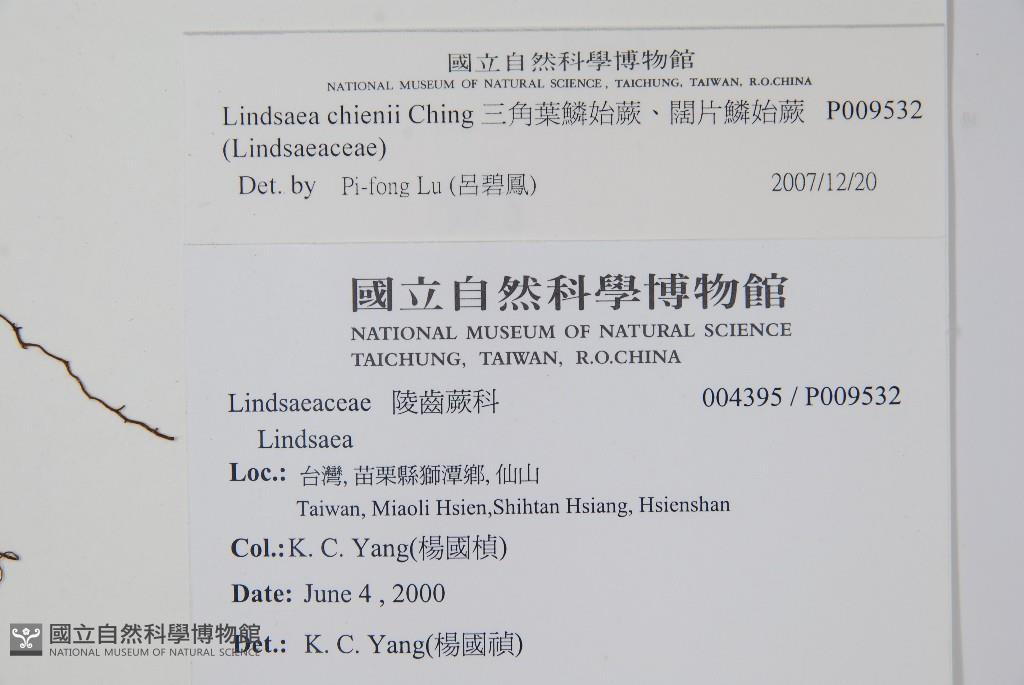 國立自然科學博物館
NATIONAL MUSEUM OF NATURAL SCIENCE, TAICHUNG, TAIWAN, R.O.CHINA
Lindsaea chienii Ching 三角葉鱗始蕨、闊片鱗始蕨 P009532
(Lindsaeaceae)
Det. by Pi-fong Lu (呂碧鳳) 2007/12/20
國立自然科學博物館
NATIONAL MUSEUM OF NATURAL SCIENCE
TAICHUNG, TAIWAN, R.O.CHINA
Lindsaeaceae 陵齒蕨科 004395 / P009532
Lindsaea
Loc.: 台灣, 苗栗縣獅潭鄉, 仙山
Taiwan, Miaoli Hsien,Shihtan Hsiang, Hsienshan
Col.: K. C. Yang(楊國楨)
Date: June 4 , 2000
Det.: K. C. Yang(楊國禎)
國立自然科學博物館
NATIONAL MUSEUM OF NATURAL SCIENCE